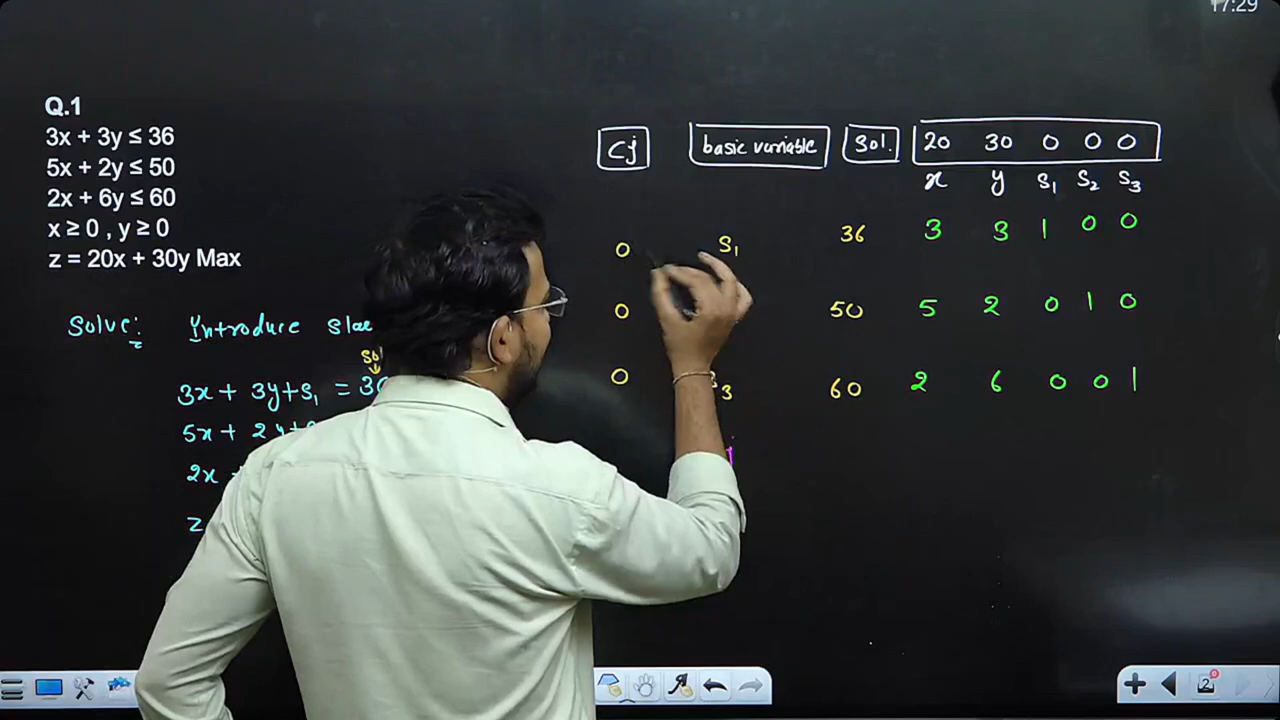 17:29
Q.1
3x + 3y ≤ 36
5x + 2y ≤ 50
2x + 6y ≤ 60
x ≥ 0 , y ≥ 0
z = 20x + 30y Max
Solve: Introduce
3x + 3y + s₁ =
5x + 2y
2x
z
Cj basic variable Sol. 20 30 0 0 0
x y s₁ s₂ s₃
0 s₁ 36 3 3 1 0 0
0 50 5 2 0 1 0
0 3 60 2 6 0 0 1
2